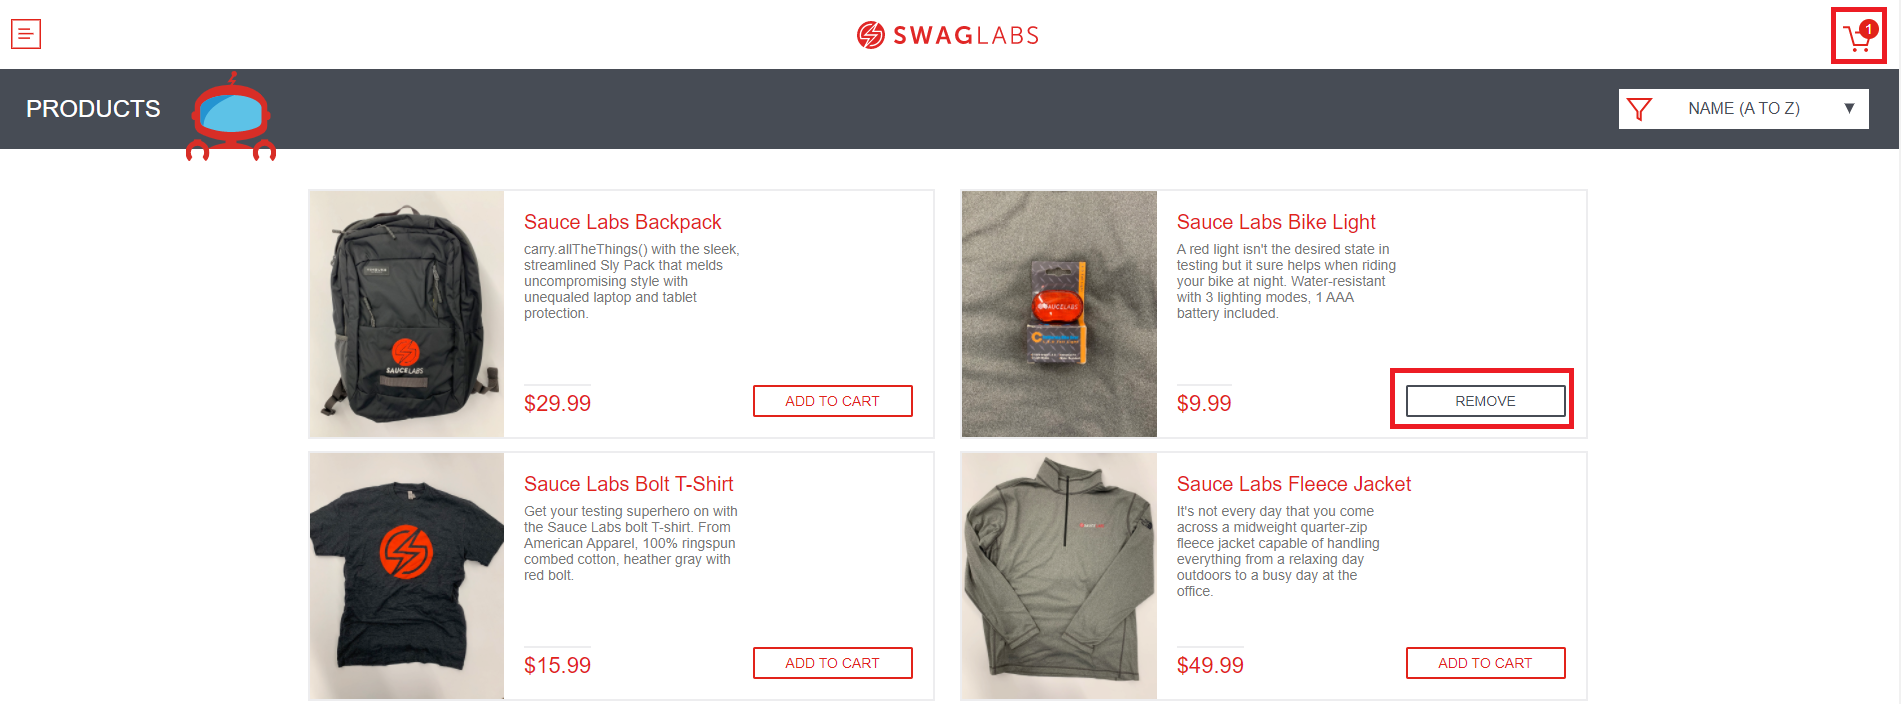 SWAGLABS
1
PRODUCTS
NAME (A TO Z)
Sauce Labs Backpack
carry.allTheThings() with the sleek,
streamlined Sly Pack that melds
uncompromising style with
unequaled laptop and tablet
protection.
$29.99
ADD TO CART
SAUCELABS
Sauce Labs Bike Light
A red light isn't the desired state in
testing but it sure helps when riding
your bike at night. Water-resistant
with 3 lighting modes, 1 AAA
battery included.
$9.99
REMOVE
SAUCELABS
Sauce Labs Bolt T-Shirt
Get your testing superhero on with
the Sauce Labs bolt T-shirt. From
American Apparel, 100% ringspun
combed cotton, heather gray with
red bolt.
$15.99
ADD TO CART
Sauce Labs Fleece Jacket
It's not every day that you come
across a midweight quarter-zip
fleece jacket capable of handling
everything from a relaxing day
outdoors to a busy day at the
office.
$49.99
ADD TO CART